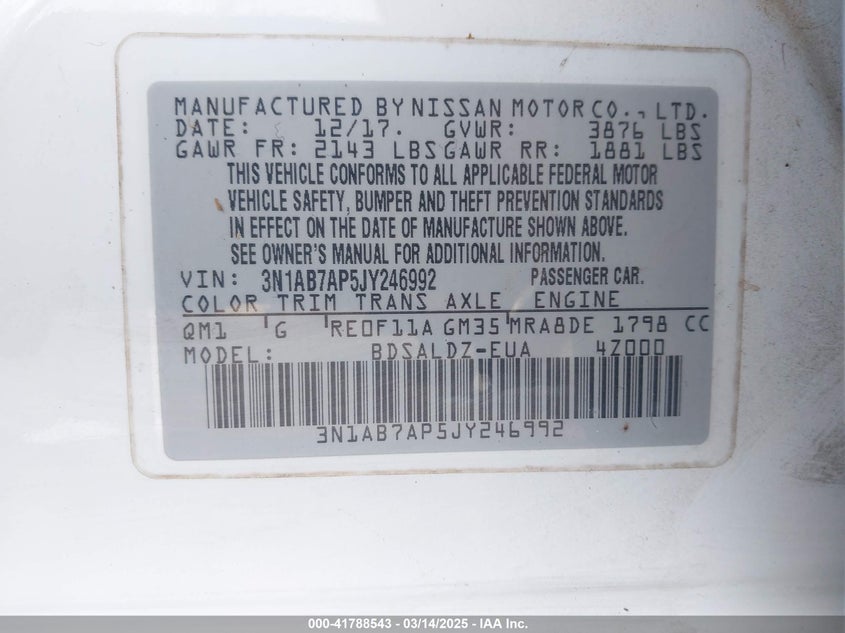 MANUFACTURED BY NISSAN MOTOR CO., LTD.
DATE: 12/17. GVWR: 3876 LBS
GAWR FR: 2143 LBS GAWR RR: 1881 LBS
THIS VEHICLE CONFORMS TO ALL APPLICABLE FEDERAL MOTOR
VEHICLE SAFETY, BUMPER AND THEFT PREVENTION STANDARDS
IN EFFECT ON THE DATE OF MANUFACTURE SHOWN ABOVE.
SEE OWNER'S MANUAL FOR ADDITIONAL INFORMATION.
VIN: 3N1AB7AP5JY246992 PASSENGER CAR.
COLOR TRIM TRANS AXLE ENGINE
QM1 G RE0F11A GM35 MRA8DE 1798 CC
MODEL: BDSALDZ-EUA 4Z000
3N1AB7AP5JY246992
000-41788543 - 03/14/2025 - IAA Inc.